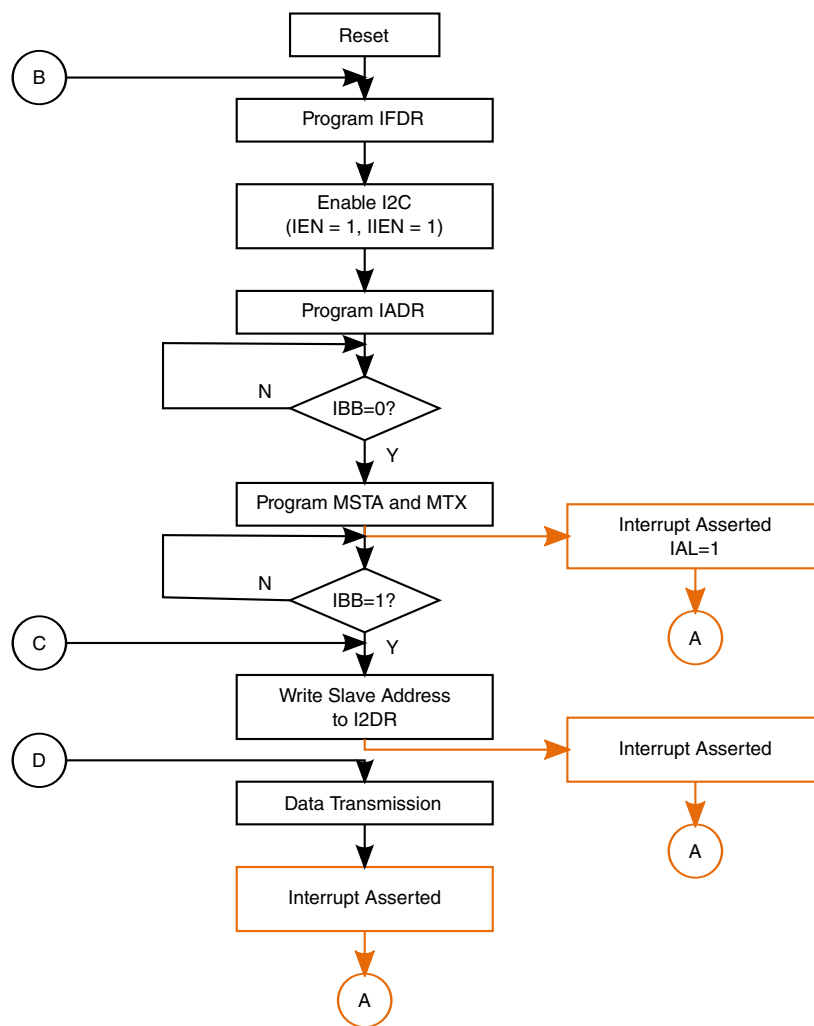 Reset
B
Program IFDR
Enable I2C
(IEN = 1, IIEN = 1)
Program IADR
N
IBB=0?
Y
Program MSTA and MTX
Interrupt Asserted
IAL=1
N
IBB=1?
A
C
Y
Write Slave Address
to I2DR
Interrupt Asserted
D
Data Transmission
A
Interrupt Asserted
A